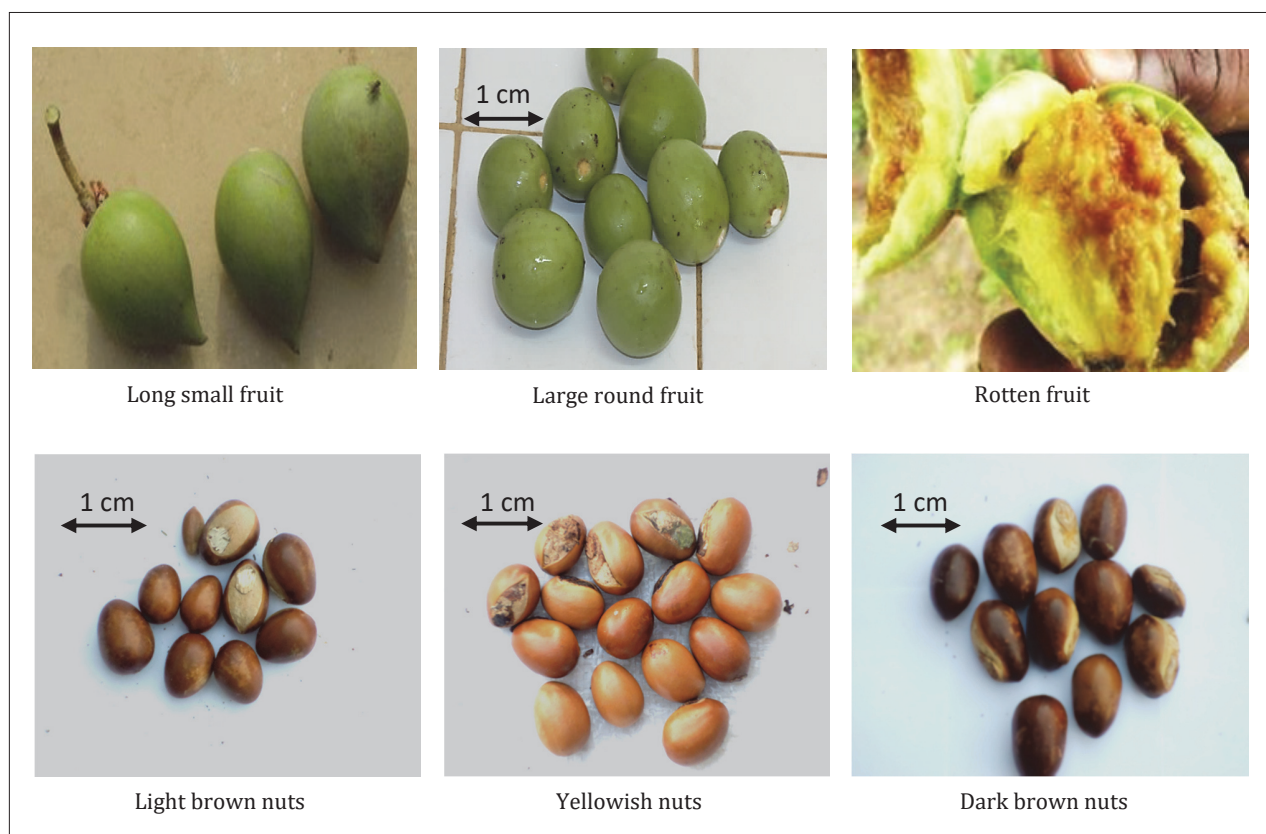 1 cm
Long small fruit
Large round fruit
Rotten fruit
1 cm
1 cm
1 cm
Light brown nuts
Yellowish nuts
Dark brown nuts